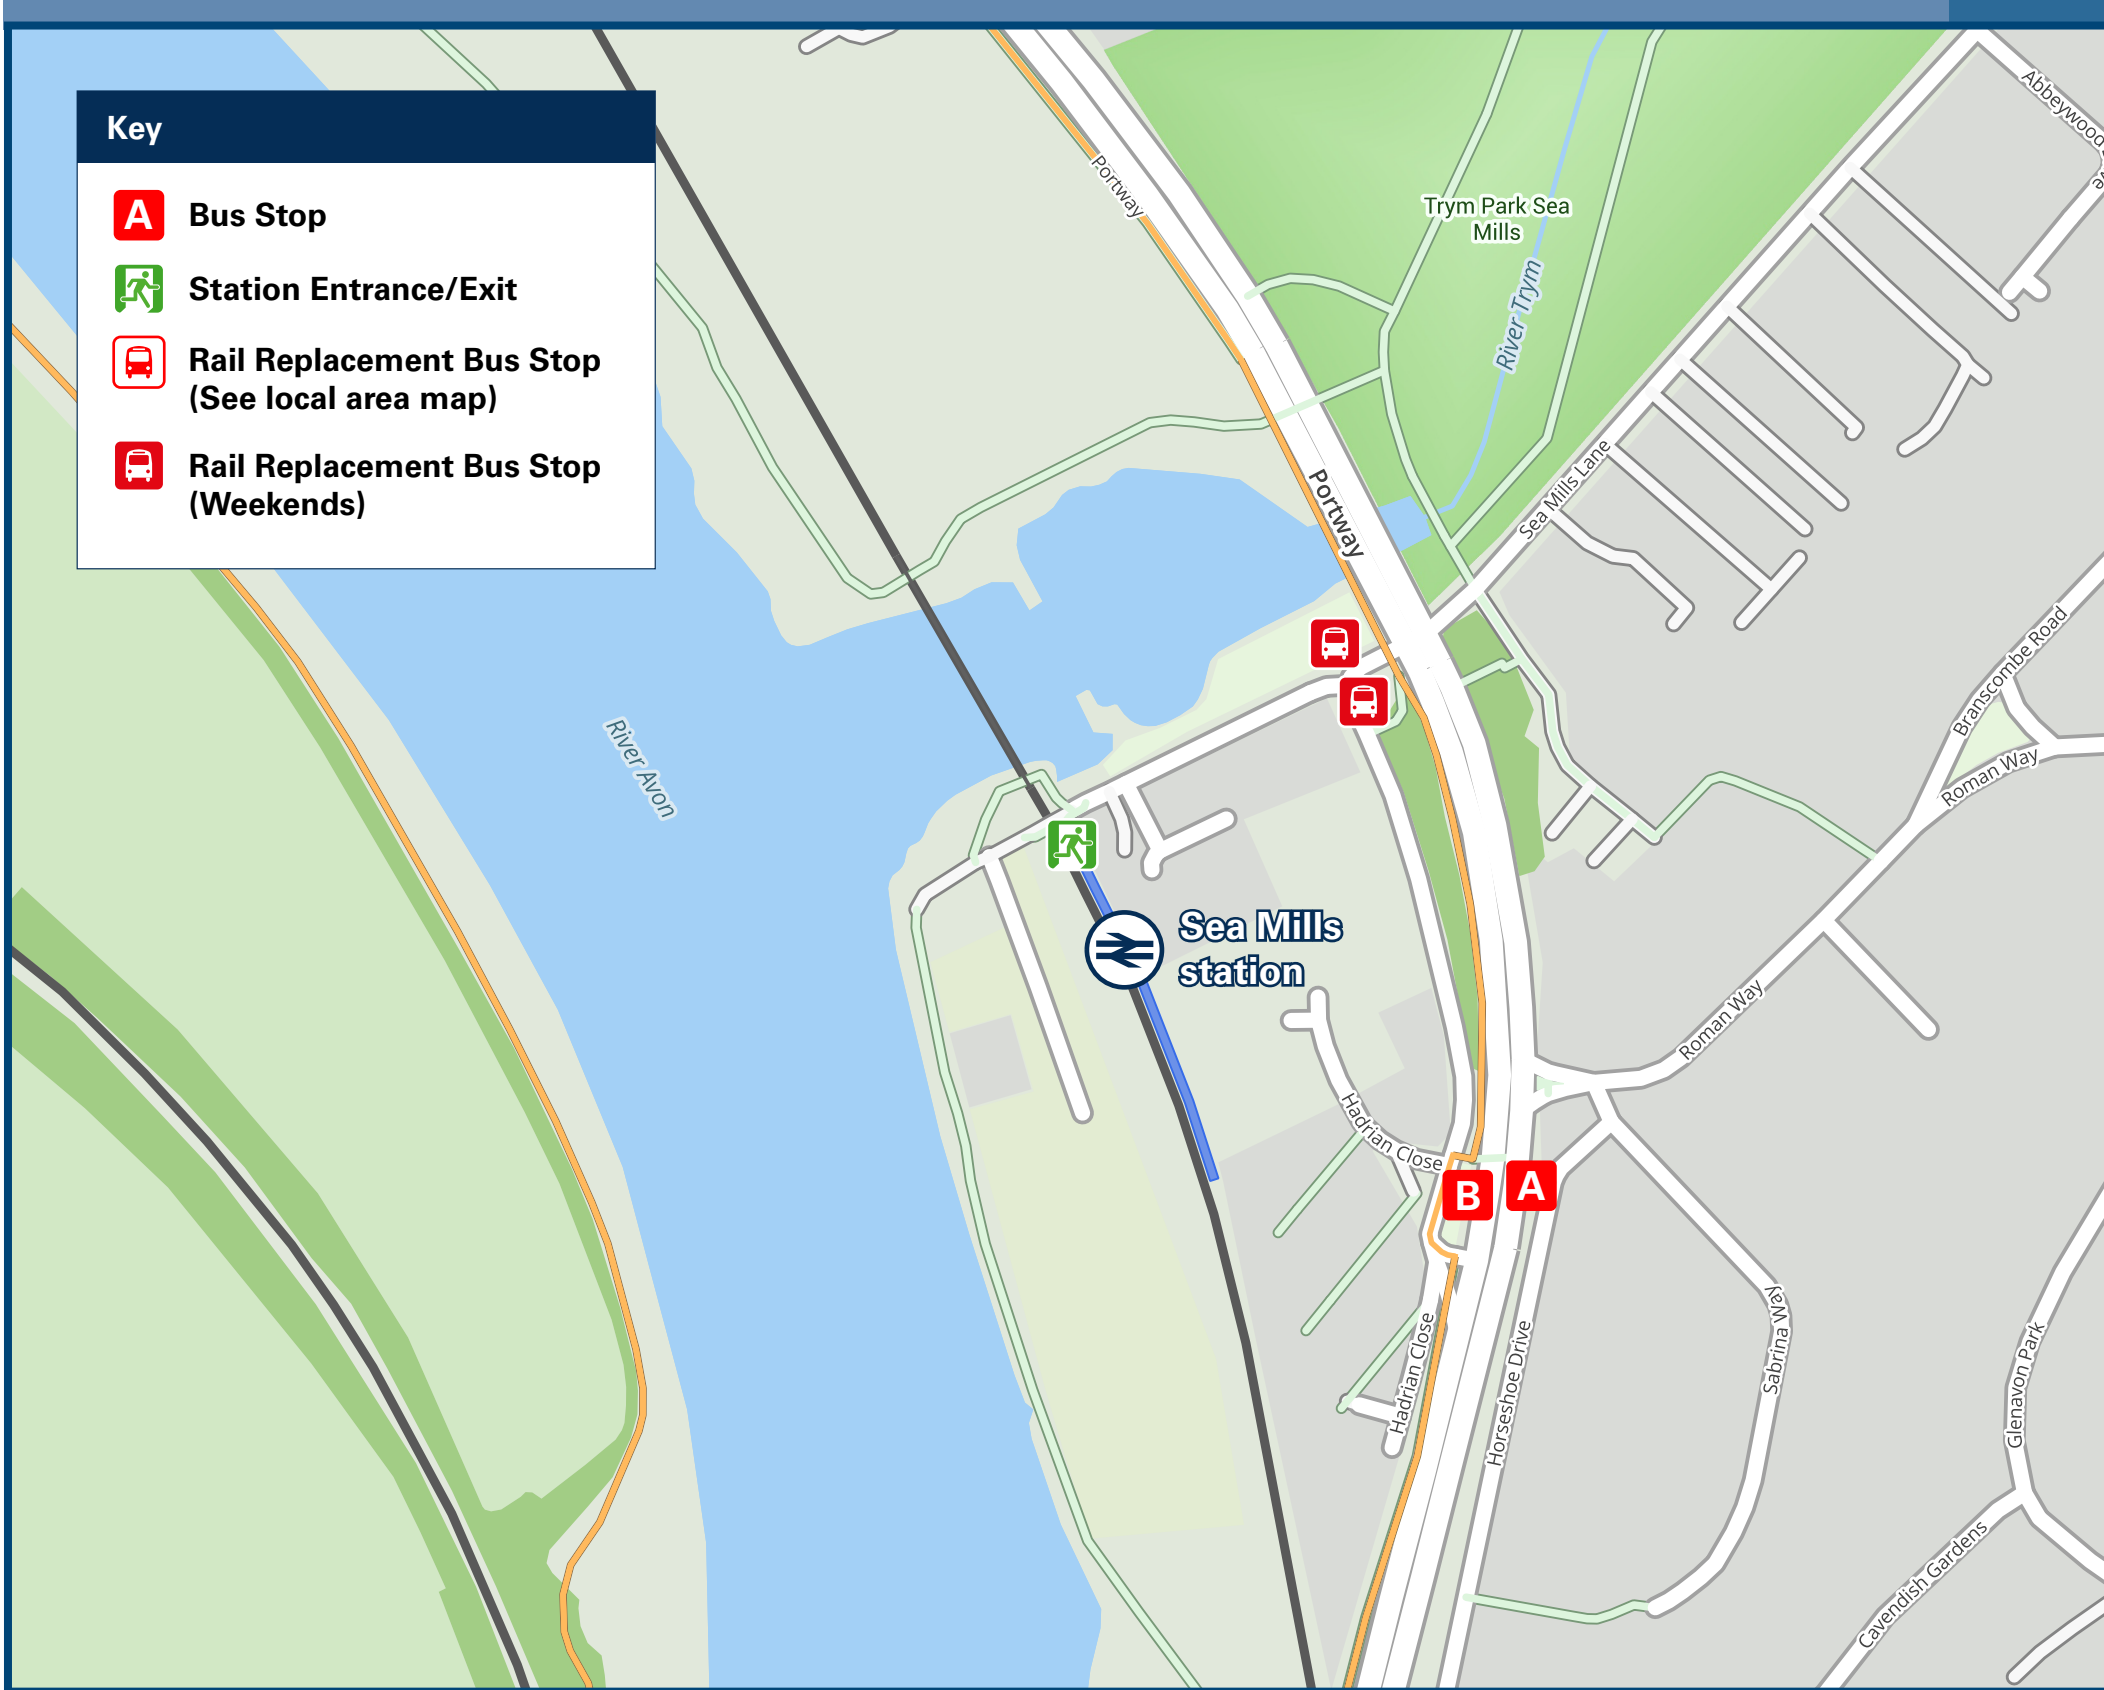 Key
A
Bus Stop
Station Entrance/Exit
Rail Replacement Bus Stop
(See local area map)
Rail Replacement Bus Stop
(Weekends)
Portway
Trym Park Sea
Mills
River Trym
Abbeywood
Sea Mills Lane
Portway
Branscombe Road
Roman Way
River Avon
Sea Mills
station
Roman Way
Hadrian Close
B
A
Hadrian Close
Horseshoe Drive
Sabrina Way
Glenavon Park
Cavendish Gardens